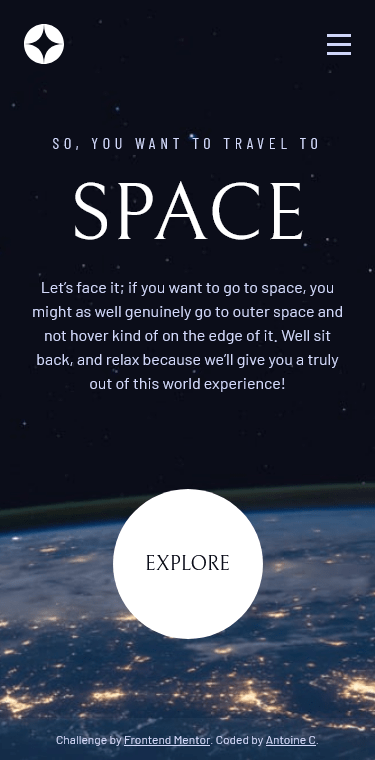 SO, YOU WANT TO TRAVEL TO
SPACE
Let’s face it; if you want to go to space, you
might as well genuinely go to outer space and
not hover kind of on the edge of it. Well sit
back, and relax because we’ll give you a truly
out of this world experience!
EXPLORE
Challenge by Frontend Mentor. Coded by Antoine C.